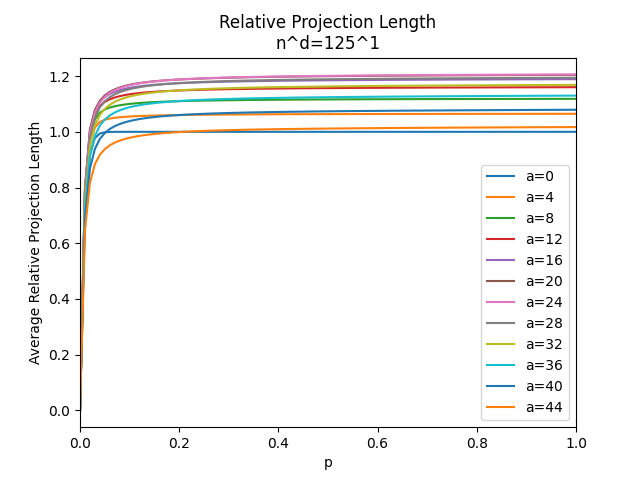 Relative Projection Length
n^d=125^1
Average Relative Projection Length
1.2
1.0
0.8
0.6
0.4
0.2
0.0
a=0
a=4
a=8
a=12
a=16
a=20
a=24
a=28
a=32
a=36
a=40
a=44
0.0 0.2 0.4 0.6 0.8 1.0
p